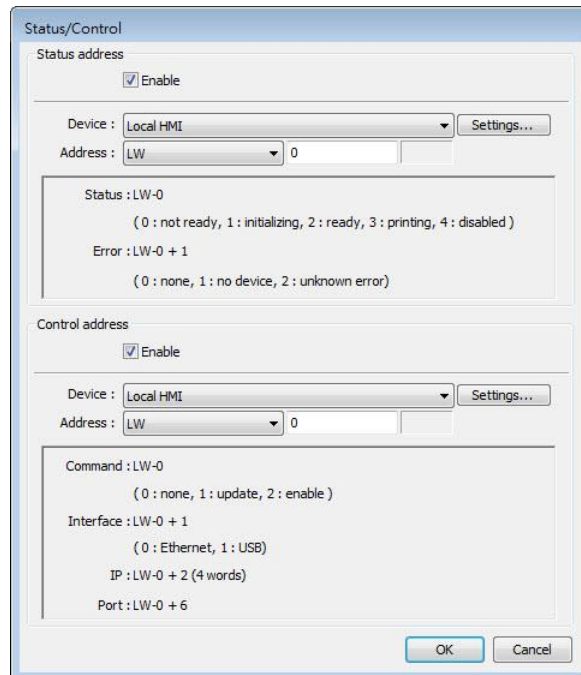 Status/Control
Status address
Enable
Device : Local HMI Settings...
Address : LW 0
Status : LW-0
( 0 : not ready, 1 : initializing, 2 : ready, 3 : printing, 4 : disabled )
Error : LW-0 + 1
(0 : none, 1 : no device, 2 : unknown error)
Control address
Enable
Device : Local HMI Settings...
Address : LW 0
Command : LW-0
( 0 : none, 1 : update, 2 : enable )
Interface : LW-0 + 1
( 0 : Ethernet, 1 : USB)
IP : LW-0 + 2 (4 words)
Port : LW-0 + 6
OK Cancel